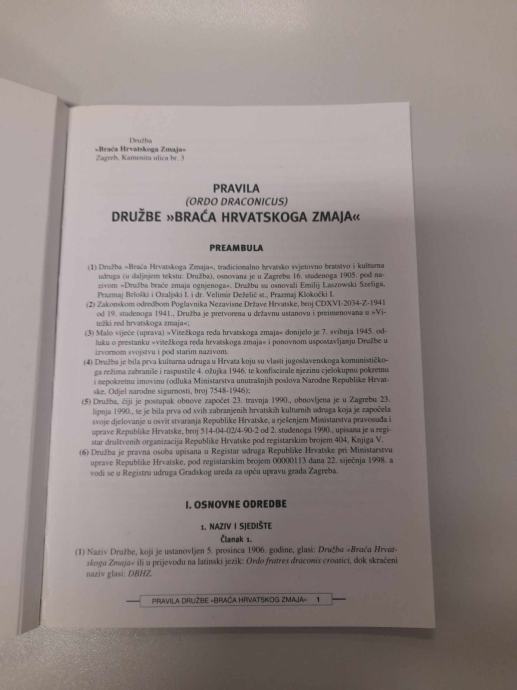 Družba
»Braća Hrvatskoga Zmaja«
Zagreb, Kamenita ulica br. 3
PRAVILA
(ORDO DRACONICUS)
DRUŽBE »BRAĆA HRVATSKOGA ZMAJA«
PREAMBULA
(1) Družba »Braća Hrvatskoga Zmaja«, tradicionalno hrvatsko svjetovno bratstvo i kulturna
udruga (u daljnjem tekstu: Družba), osnovana je u Zagrebu 16. studenoga 1905. pod na-
zivom »Družba braće zmaja ognjenoga«. Družbu su osnovali Emilij Laszowski Szeliga,
Prazmaj Brloški i Ozaljski I. i dr. Velimir Deželić st., Prazmaj Klokočki I.
(2) Zakonskom odredbom Poglavnika Nezavisne Države Hrvatske, broj CDXVI-2034-Z-1941
od 19. studenoga 1941., Družba je pretvorena u državnu ustanovu i preimenovana u »Vi-
teški red hrvatskoga zmaja«;
(3) Malo vijeće (uprava) »Viteškoga reda hrvatskoga zmaja« donijelo je 7. svibnja 1945. od-
luku o prestanku »viteškoga reda hrvatskoga zmaja« i ponovnom uspostavljanju Družbe u
izvornom svojstvu i pod starim nazivom.
(4) Družba je bila prva kulturna udruga u Hrvata koju su vlasti jugoslavenskoga komunističko-
ga režima zabranile i raspustile 4. ožujka 1946. te konfiscirale njezinu cjelokupnu pokretnu
i nepokretnu imovinu (odluka Ministarstva unutrašnjih poslova Narodne Republike Hrvat-
ske. Odjel narodne sigurnosti, broj 7548-1946);
(5) Družba, čiji je postupak obnove započet 23. travnja 1990., obnovljena je u Zagrebu 23.
lipnja 1990., te je bila prva od svih zabranjenih hrvatskih kulturnih udruga koja je započela
svoje djelovanje u osvit stvaranja Republike Hrvatske, a rješenjem Ministarstva pravosuđa i
uprave Republike Hrvatske, broj 514-04-02/4-90-2 od 2. studenoga 1990., upisana je u regi-
star društvenih organizacija Republike Hrvatske pod registarskim brojem 404, Knjiga V.
(6) Družba je pravna osoba upisana u Registar udruga Republike Hrvatske pri Ministarstvu
uprave Republike Hrvatske, pod registarskim brojem 00000113 dana 22. siječnja 1998. a
vodi se u Registru udruga Gradskog ureda za opću upravu grada Zagreba.
I. OSNOVNE ODREDBE
1. NAZIV I SJEDIŠTE
Članak 1.
(1) Naziv Družbe, koji je ustanovljen 5. prosinca 1906. godine, glasi: Družba »Braća Hrvat-
skoga Zmaja« ili u prijevodu na latinski jezik: Ordo fratres draconis croatici, dok skraćeni
naziv glasi: DBHZ.
PRAVILA DRUŽBE »BRAĆA HRVATSKOG ZMAJA« 1